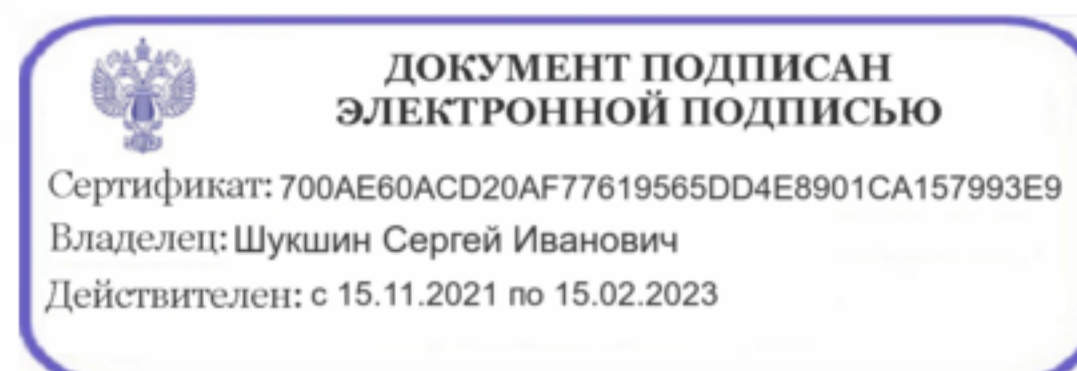 ДОКУМЕНТ ПОДПИСАН
ЭЛЕКТРОННОЙ ПОДПИСЬЮ
Сертификат: 700AE60ACD20AF77619565DD4E8901CA157993E9
Владелец: Шукшин Сергей Иванович
Действителен: с 15.11.2021 по 15.02.2023